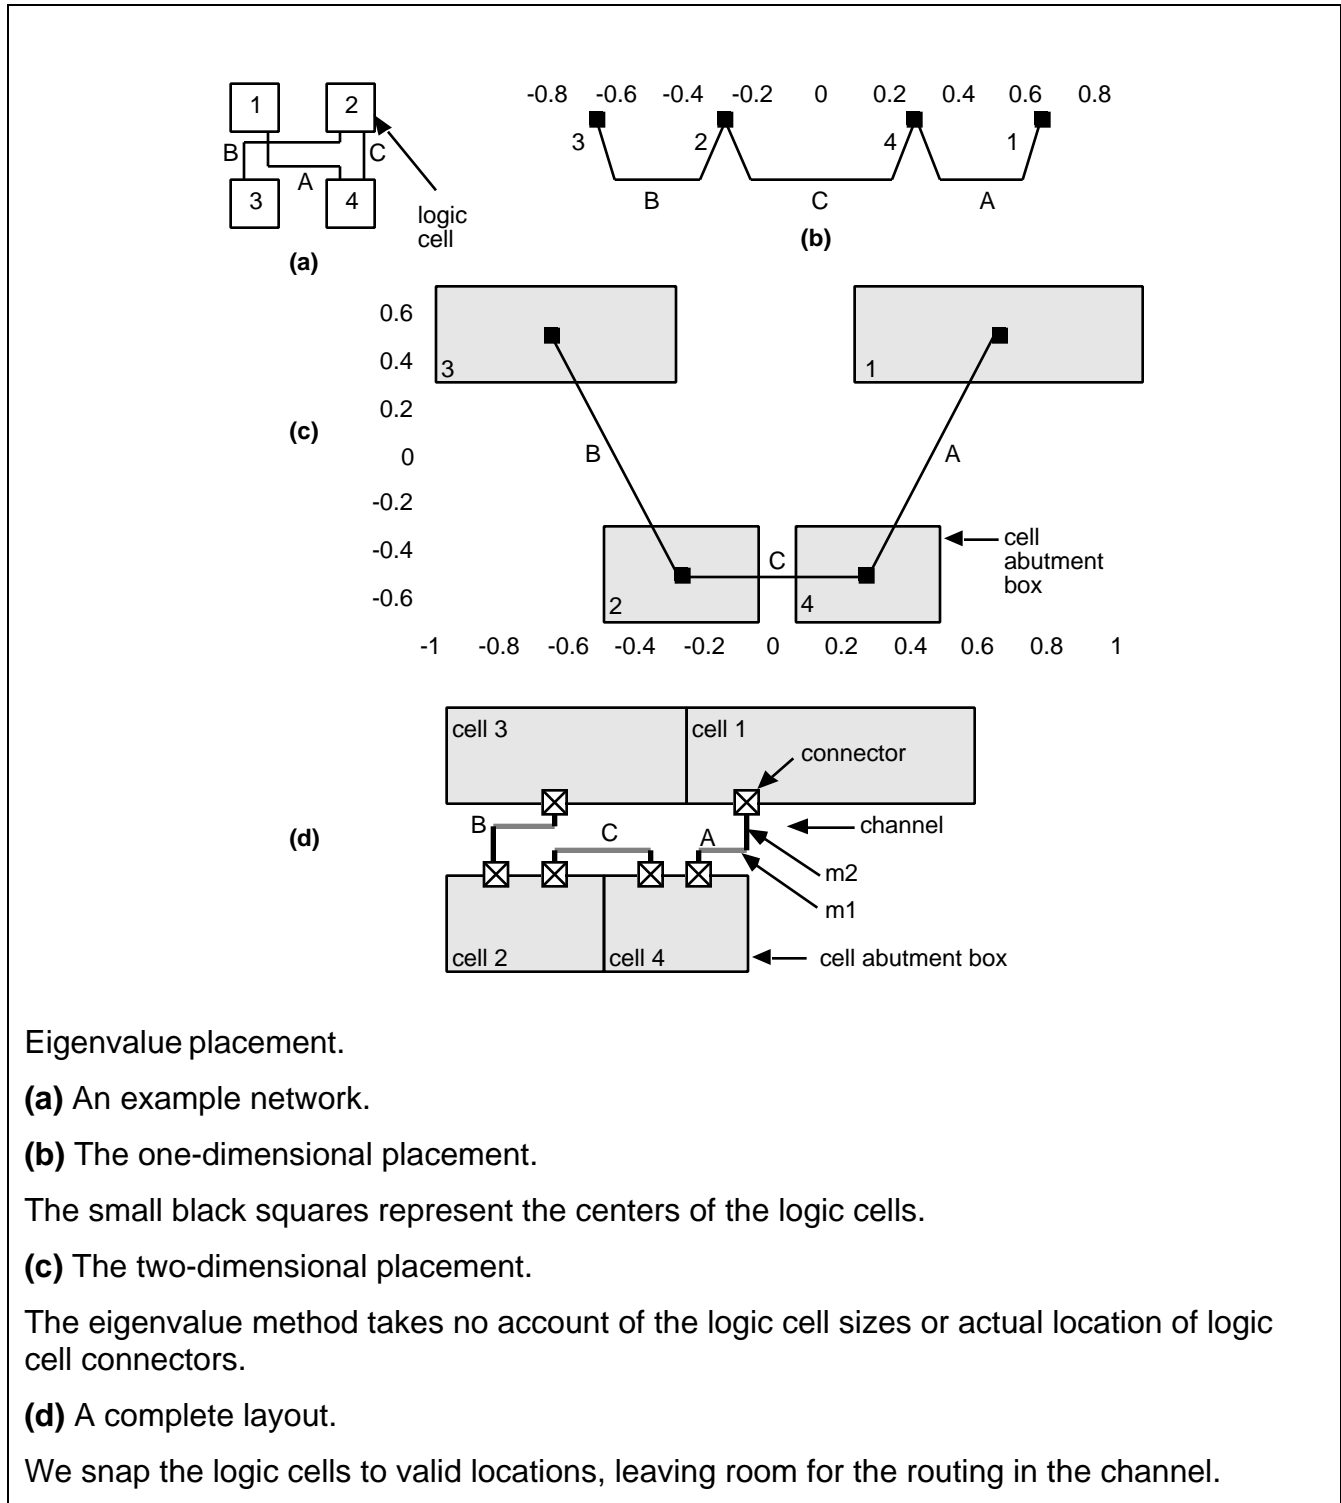 1 2
B C
A
3 4
logic
cell
(a)
-0.8 -0.6 -0.4 -0.2 0 0.2 0.4 0.6 0.8
3 2 4 1
B C A
(b)
0.6
0.4
0.2
0
-0.2
-0.4
-0.6
(c)
3 1
B A
C
2 4
cell
abutment
box
-1 -0.8 -0.6 -0.4 -0.2 0 0.2 0.4 0.6 0.8 1
cell 3 cell 1
connector
B C A channel
(d)
m2
m1
cell 2 cell 4 cell abutment box
Eigenvalue placement.
(a) An example network.
(b) The one-dimensional placement.
The small black squares represent the centers of the logic cells.
(c) The two-dimensional placement.
The eigenvalue method takes no account of the logic cell sizes or actual location of logic
cell connectors.
(d) A complete layout.
We snap the logic cells to valid locations, leaving room for the routing in the channel.